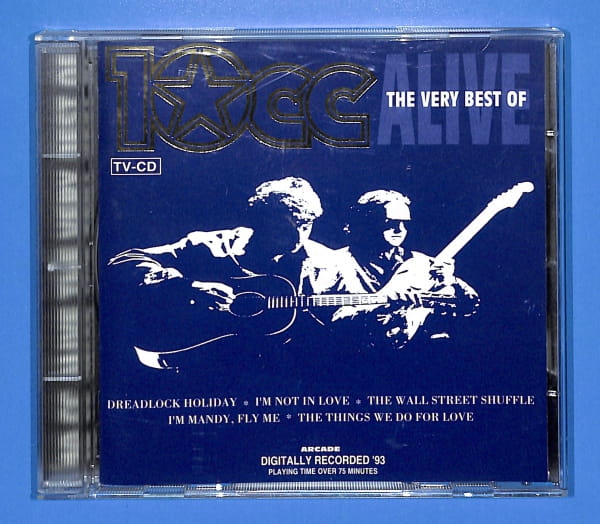 10cc
ALIVE
THE VERY BEST OF
TV-CD
DREADLOCK HOLIDAY * I'M NOT IN LOVE * THE WALL STREET SHUFFLE
I'M MANDY, FLY ME * THE THINGS WE DO FOR LOVE
ARCADE
DIGITALLY RECORDED '93
PLAYING TIME OVER 75 MINUTES